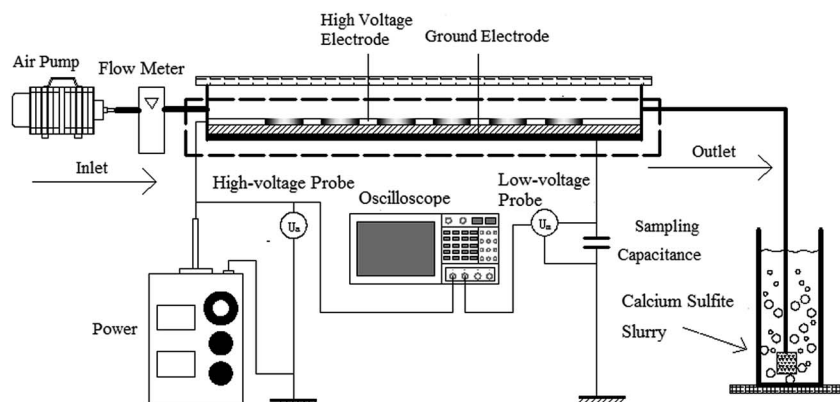 High Voltage
Electrode
Ground Electrode
Air Pump
Flow Meter
Inlet
Outlet
High-voltage Probe
Oscilloscope
Low-voltage
Probe
Ua
Um
Sampling
Capacitance
Power
Calcium Sulfite
Slurry